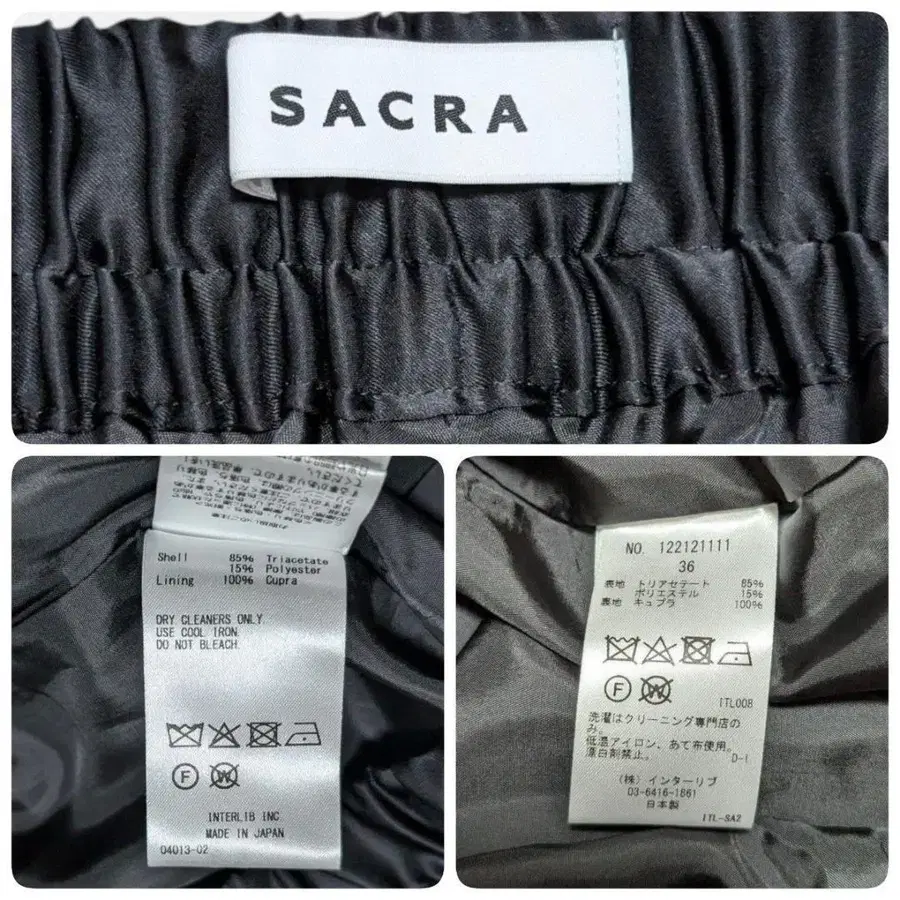 SACRA
Shell 85% Triacetate
15% Polyester
Lining 100% Cupra
DRY CLEANERS ONLY.
USE COOL IRON.
DO NOT BLEACH.
F W
INTERLIB INC.
MADE IN JAPAN
04013-02
NO. 122121111
36
表地 トリアセテート 85%
ポリエステル 15%
裏地 キュプラ 100%
F W
ITL008
洗濯はクリーニング専門店の
み。
低温アイロン、あて布使用。
漂白剤禁止。
D-1
(株) インターリブ
03-6416-1861
日本製
ITL-SA2